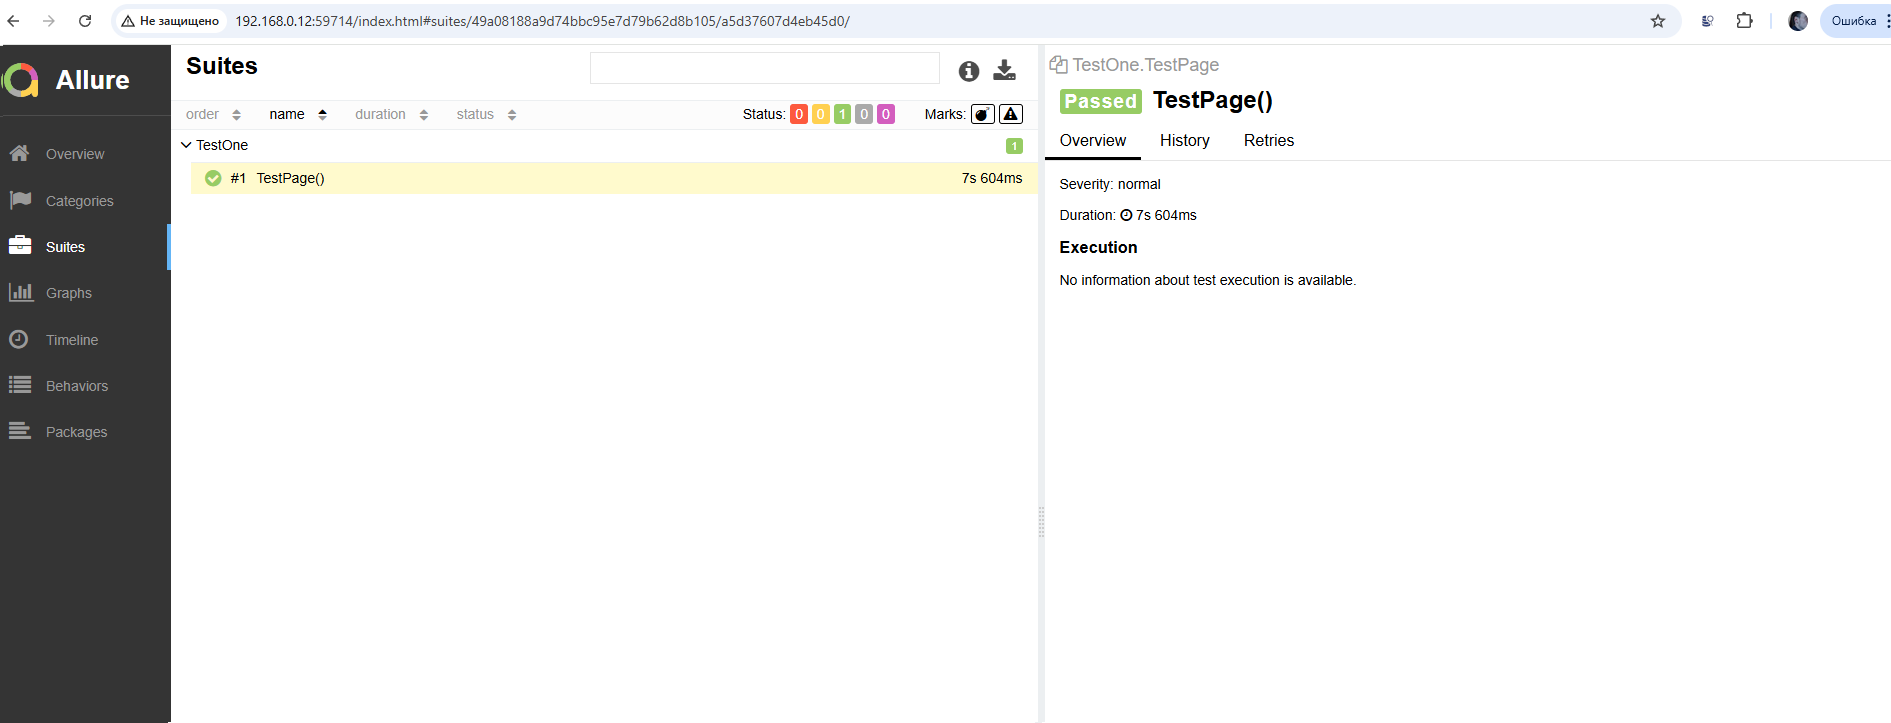 Не защищено 192.168.0.12:59714/index.html#suites/49a08188a9d74bbc95e7d79b62d8b105/a5d37607d4eb45d0/ Ошибка
Allure
Overview
Categories
Suites
Graphs
Timeline
Behaviors
Packages
Suites
order name duration status Status: 0 0 1 0 0 Marks:
TestOne 1
#1 TestPage() 7s 604ms
TestOne.TestPage
Passed TestPage()
Overview History Retries
Severity: normal
Duration: 7s 604ms
Execution
No information about test execution is available.